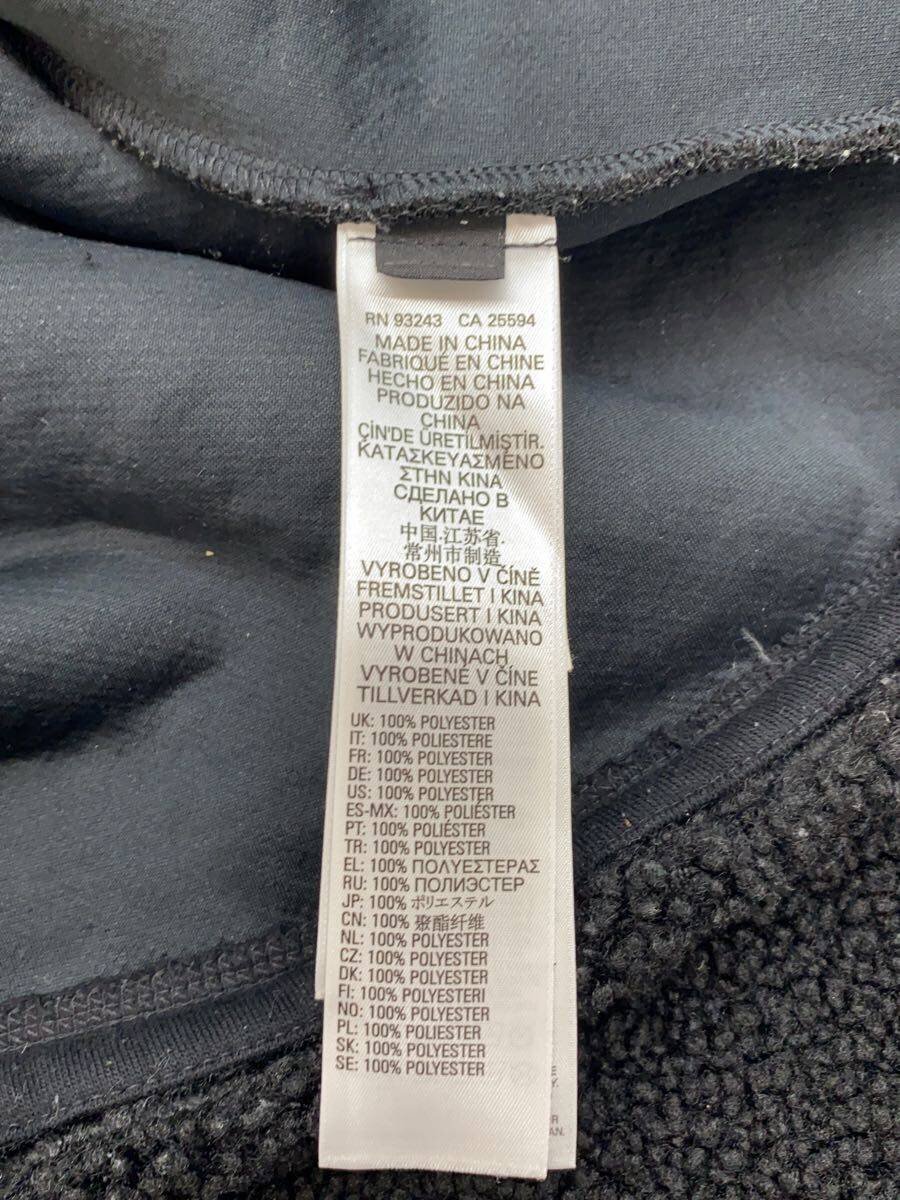 RN 93243 CA 25594
MADE IN CHINA
FABRIQUÉ EN CHINE
HECHO EN CHINA
PRODUZIDO NA
CHINA
ÇİN'DE ÜRETİLMİŞTİR.
ΚΑΤΑΣΚΕΥΑΣΜΕΝΟ
ΣΤΗΝ ΚΙΝΑ
СДЕЛАНО В
КИТАЕ
中国.江苏省.
常州市制造
VYROBENO V ČÍNĚ
FREMSTILLET I KINA
PRODUSERT I KINA
WYPRODUKOWANO
W CHINACH
VYROBENÉ V ČÍNE
TILLVERKAD I KINA
UK: 100% POLYESTER
IT: 100% POLIESTERE
FR: 100% POLYESTER
DE: 100% POLYESTER
US: 100% POLYESTER
ES-MX: 100% POLIÉSTER
PT: 100% POLIÉSTER
TR: 100% POLYESTER
EL: 100% ΠΟΛΥΕΣΤΕΡΑΣ
RU: 100% ПОЛИЭСТЕР
JP: 100% ポリエステル
CN: 100% 聚酯纤维
NL: 100% POLYESTER
CZ: 100% POLYESTER
DK: 100% POLYESTER
FI: 100% POLYESTERI
NO: 100% POLYESTER
PL: 100% POLYESTER
SK: 100% POLYESTER
SE: 100% POLYESTER